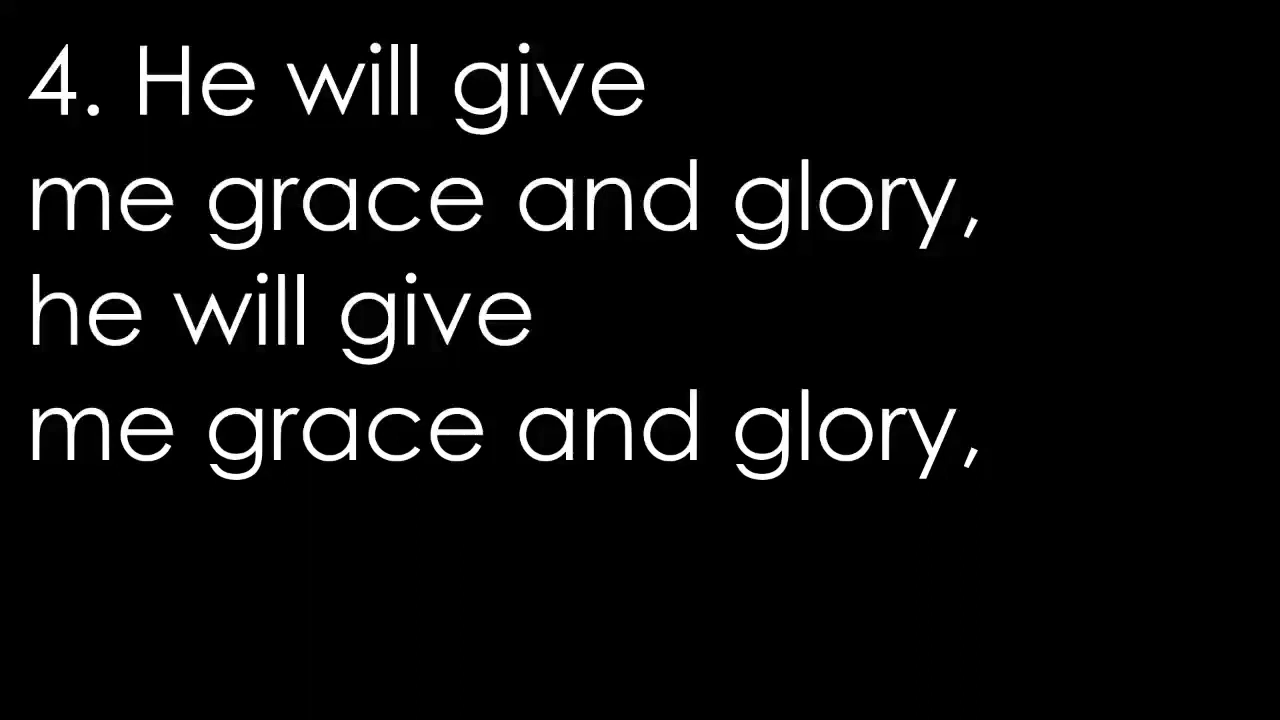 4. He will give
me grace and glory,
he will give
me grace and glory,